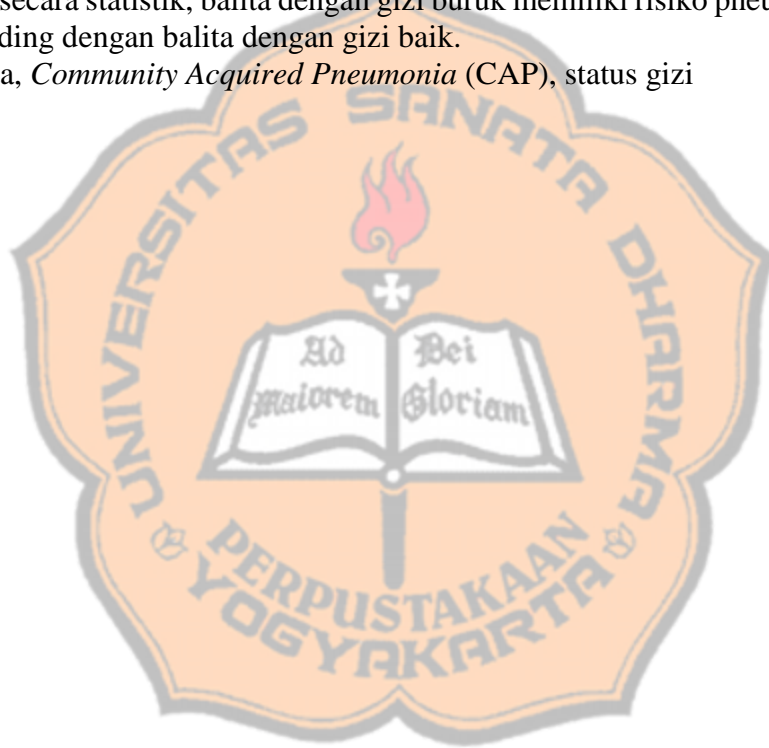 secara statistik, balita dengan gizi buruk memiliki risiko
ding dengan balita dengan gizi baik.
a, Community Acquired Pneumonia (CAP), status gizi
UNIVERSITAS SANATA DHARMA
Ad Dei
Maiorem Gloriam
PERPUSTAKAAN
YOGYAKARTA